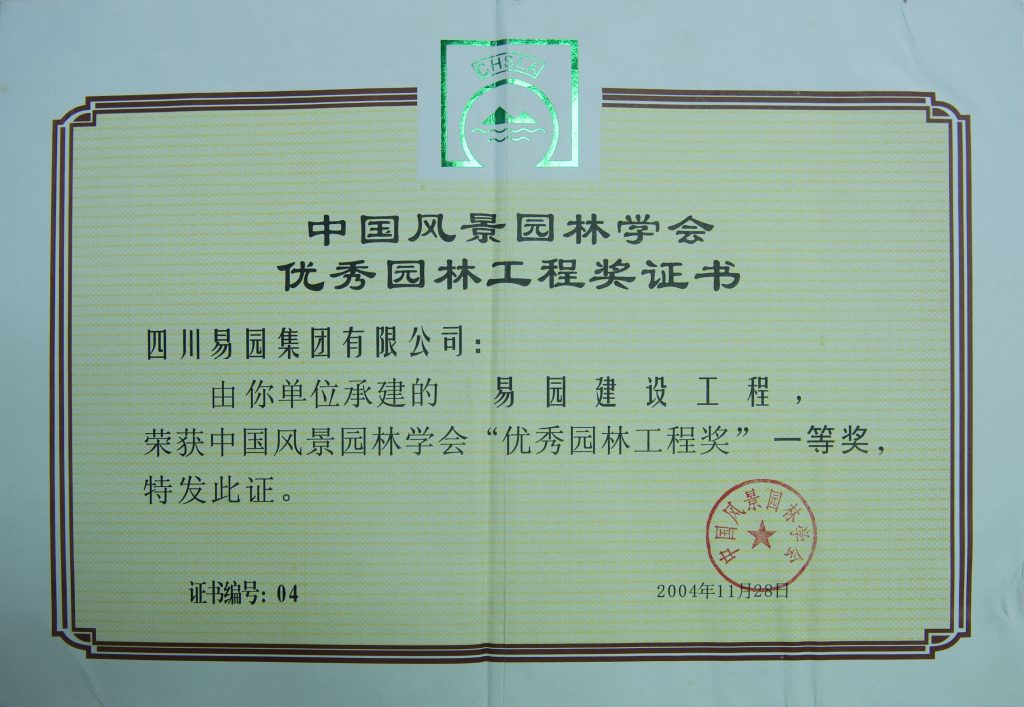 CHSLA
中国风景园林学会
优秀园林工程奖证书
四川易园集团有限公司：
由你单位承建的 易园建设工程，
荣获中国风景园林学会“优秀园林工程奖”一等奖，
特发此证。
中国风景园林学会
证书编号：04
2004年11月28日